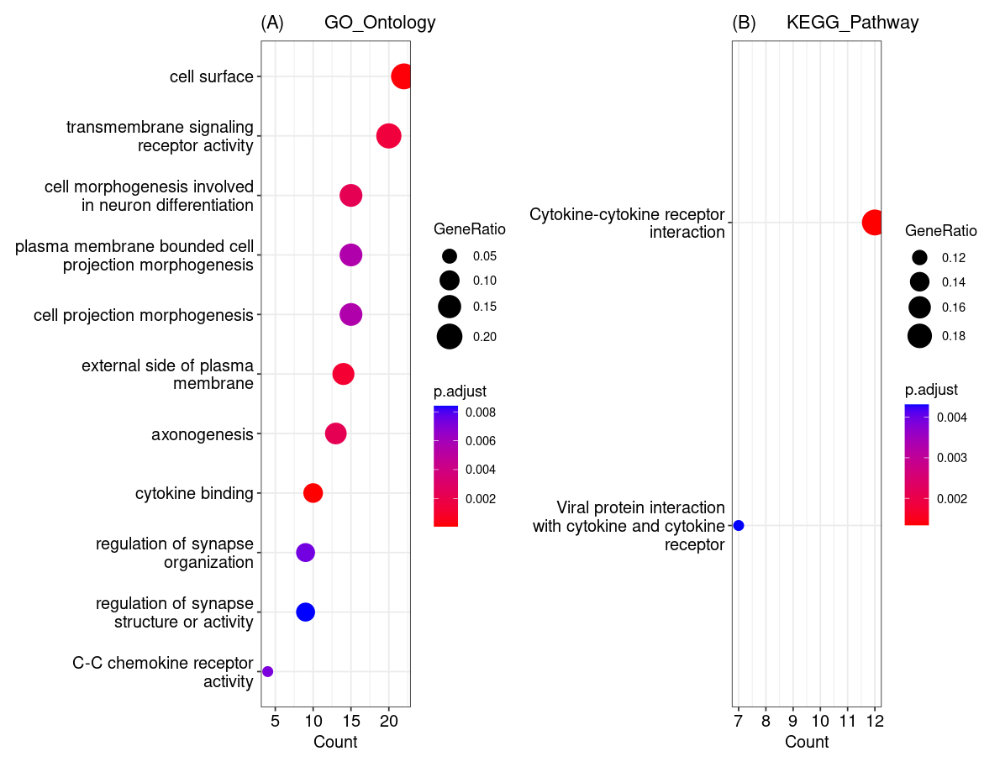 (A) GO_Ontology
cell surface
transmembrane signaling
receptor activity
cell morphogenesis involved
in neuron differentiation
plasma membrane bounded cell
projection morphogenesis
cell projection morphogenesis
external side of plasma
membrane
axonogenesis
cytokine binding
regulation of synapse
organization
regulation of synapse
structure or activity
C-C chemokine receptor
activity
5 10 15 20
Count
GeneRatio
0.05
0.10
0.15
0.20
p.adjust
0.008
0.006
0.004
0.002
(B) KEGG_Pathway
Cytokine-cytokine receptor
interaction
Viral protein interaction
with cytokine and cytokine
receptor
7 8 9 10 11 12
Count
GeneRatio
0.12
0.14
0.16
0.18
p.adjust
0.004
0.003
0.002